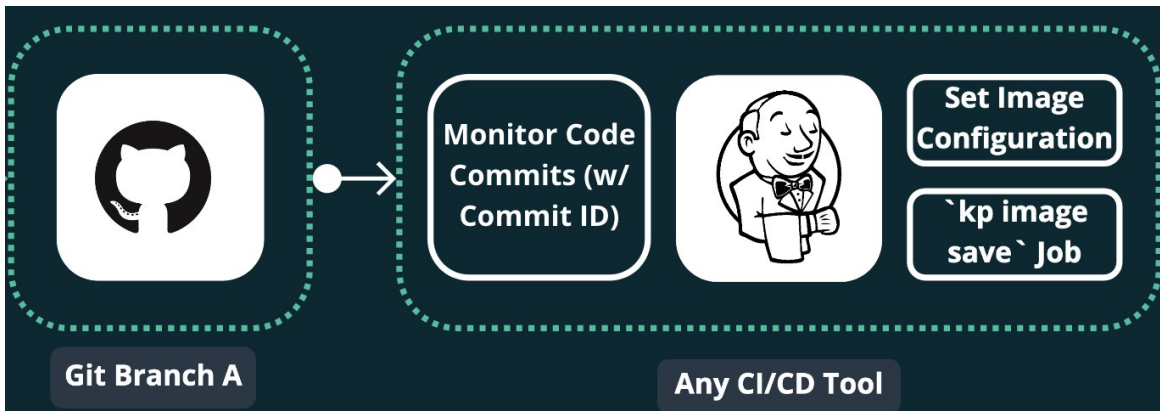 Monitor Code
Commits (w/
Commit ID)
Set Image
Configuration
`kp image
save` Job
Git Branch A
Any CI/CD Tool